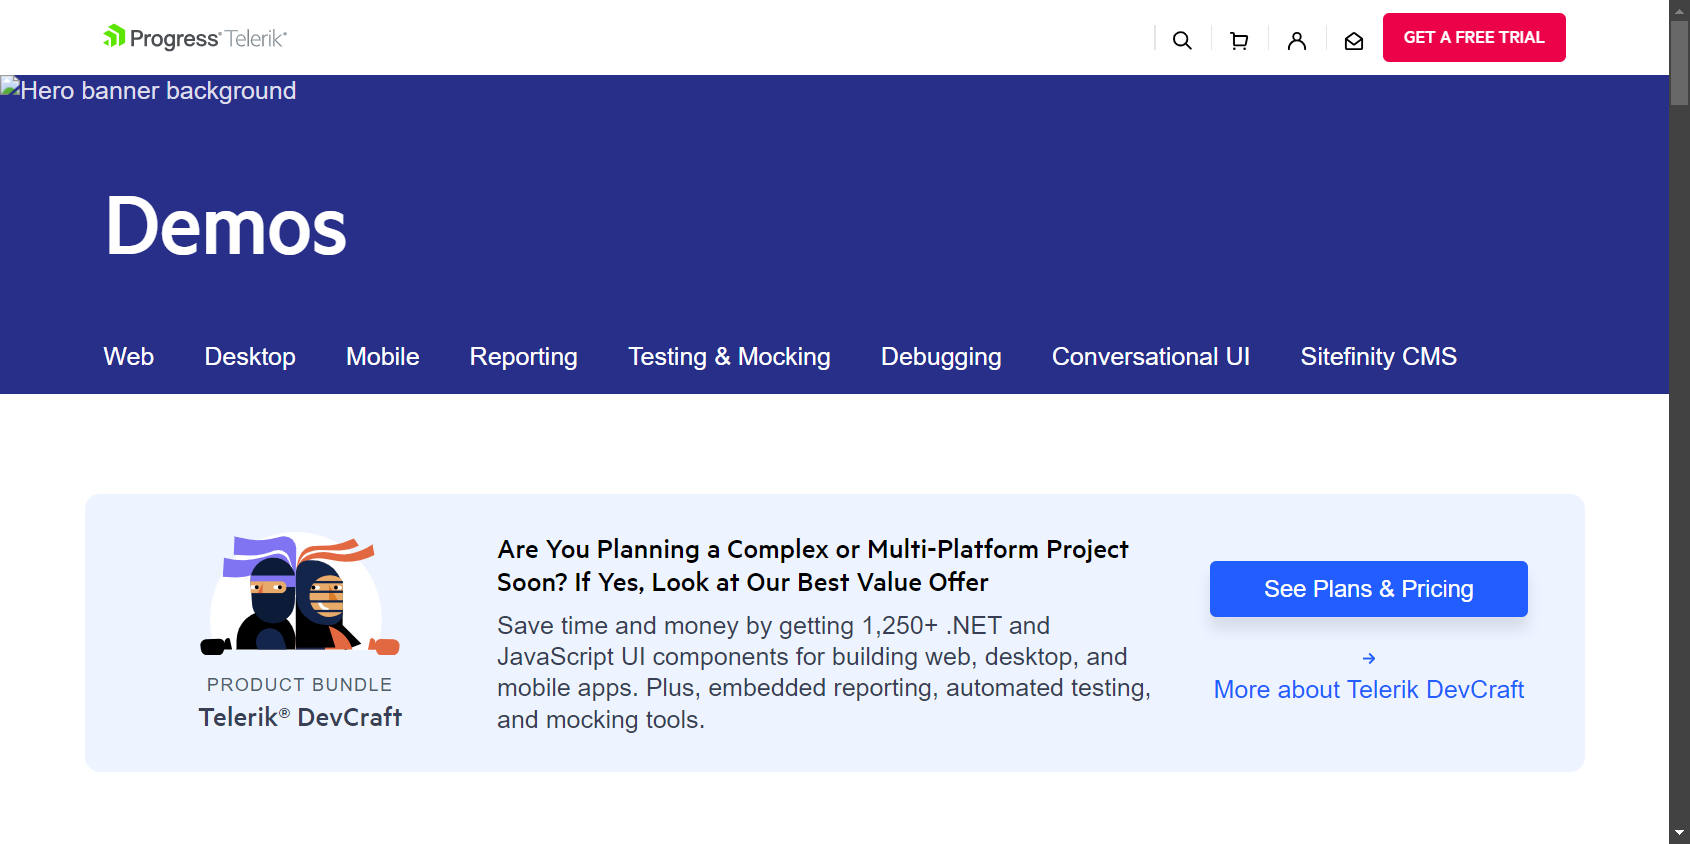 Progress® Telerik®
GET A FREE TRIAL
Hero banner background
Demos
Web Desktop Mobile Reporting Testing & Mocking Debugging Conversational UI Sitefinity CMS
PRODUCT BUNDLE
Telerik® DevCraft
Are You Planning a Complex or Multi-Platform Project
Soon? If Yes, Look at Our Best Value Offer
Save time and money by getting 1,250+ .NET and
JavaScript UI components for building web, desktop, and
mobile apps. Plus, embedded reporting, automated testing,
and mocking tools.
See Plans & Pricing
More about Telerik DevCraft